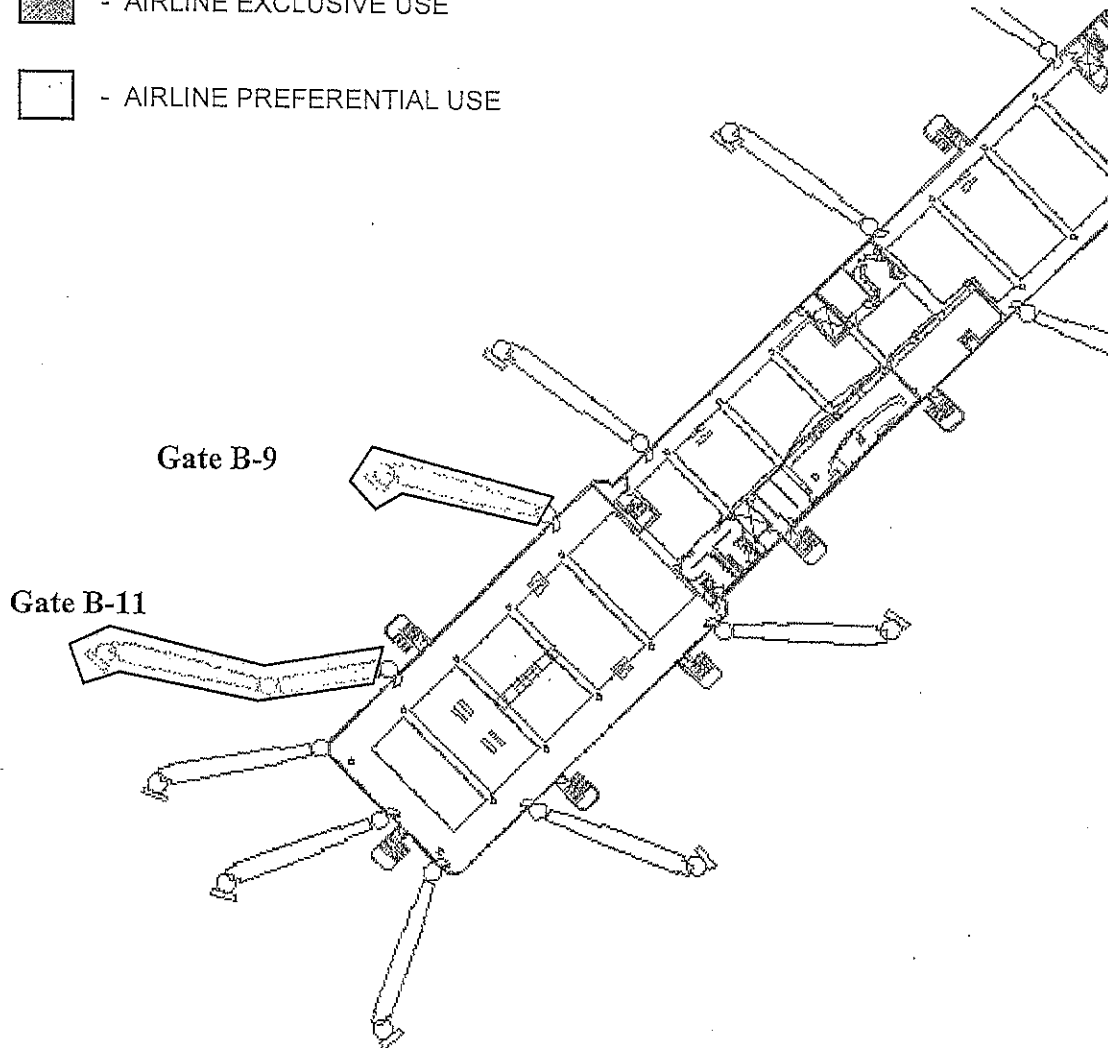 - AIRLINE EXCLUSIVE USE
- AIRLINE PREFERENTIAL USE
Gate B-9
Gate B-11